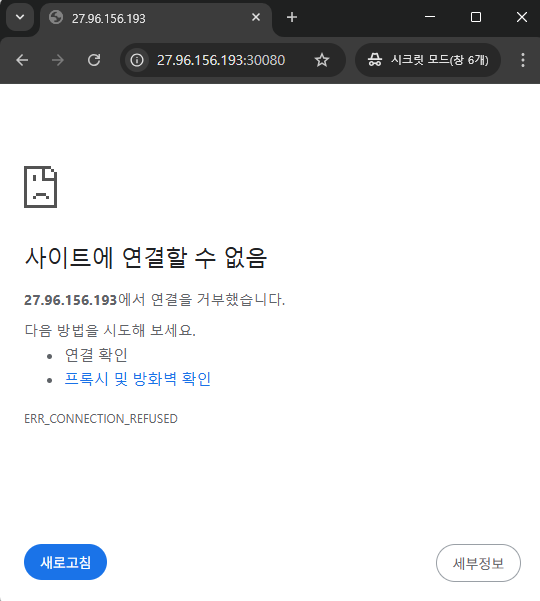 27.96.156.193
27.96.156.193:30080
시크릿 모드(창 6개)
사이트에 연결할 수 없음
27.96.156.193에서 연결을 거부했습니다.
다음 방법을 시도해 보세요.
• 연결 확인
• 프록시 및 방화벽 확인
ERR_CONNECTION_REFUSED
새로고침
세부정보